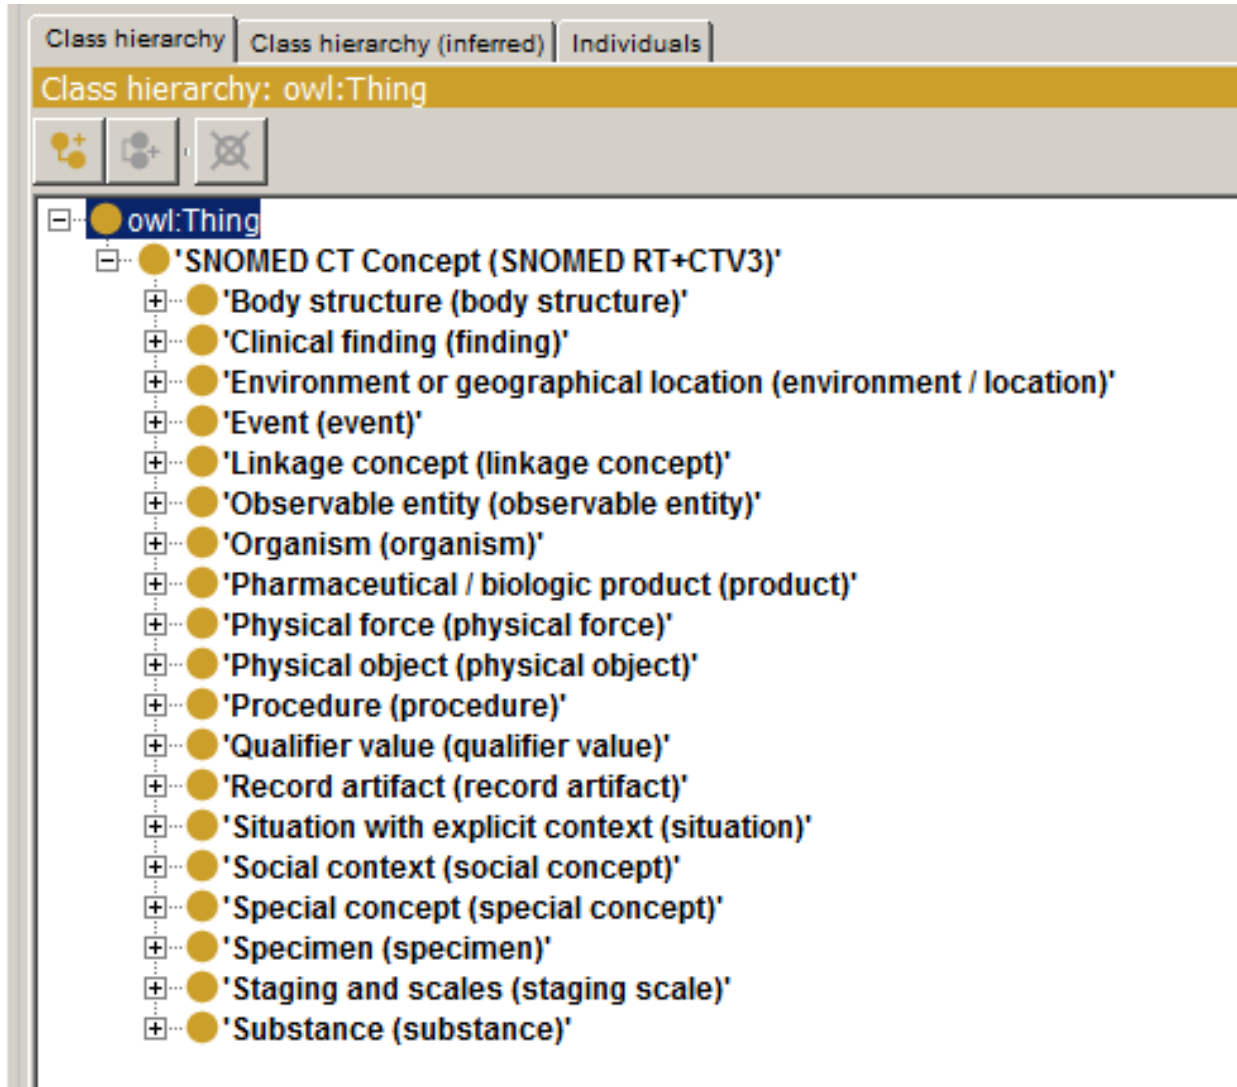 Class hierarchy Class hierarchy (inferred) Individuals
Class hierarchy: owl:Thing
owl:Thing
'SNOMED CT Concept (SNOMED RT+CTV3)'
'Body structure (body structure)'
'Clinical finding (finding)'
'Environment or geographical location (environment / location)'
'Event (event)'
'Linkage concept (linkage concept)'
'Observable entity (observable entity)'
'Organism (organism)'
'Pharmaceutical / biologic product (product)'
'Physical force (physical force)'
'Physical object (physical object)'
'Procedure (procedure)'
'Qualifier value (qualifier value)'
'Record artifact (record artifact)'
'Situation with explicit context (situation)'
'Social context (social concept)'
'Special concept (special concept)'
'Specimen (specimen)'
'Staging and scales (staging scale)'
'Substance (substance)'